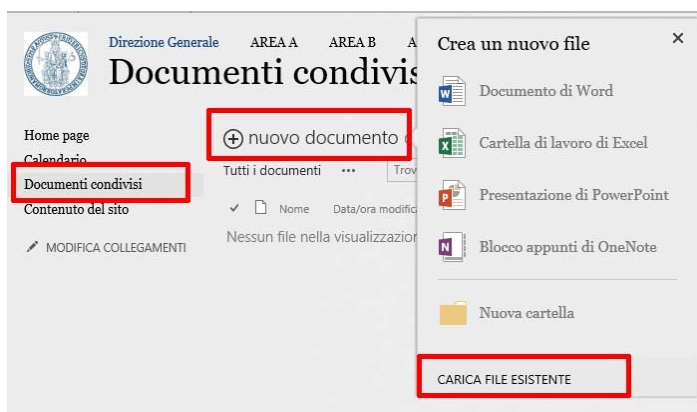 Direzione Generale AREA A AREA B A
Documenti condivis
Home page
Calendario
Documenti condivisi
Contenuto del sito
MODIFICA COLLEGAMENTI
nuovo documento
Tutti i documenti ••• Trov
Nome Data/ora modific
Nessun file nella visualizzazion
Crea un nuovo file
Documento di Word
Cartella di lavoro di Excel
Presentazione di PowerPoint
Blocco appunti di OneNote
Nuova cartella
CARICA FILE ESISTENTE